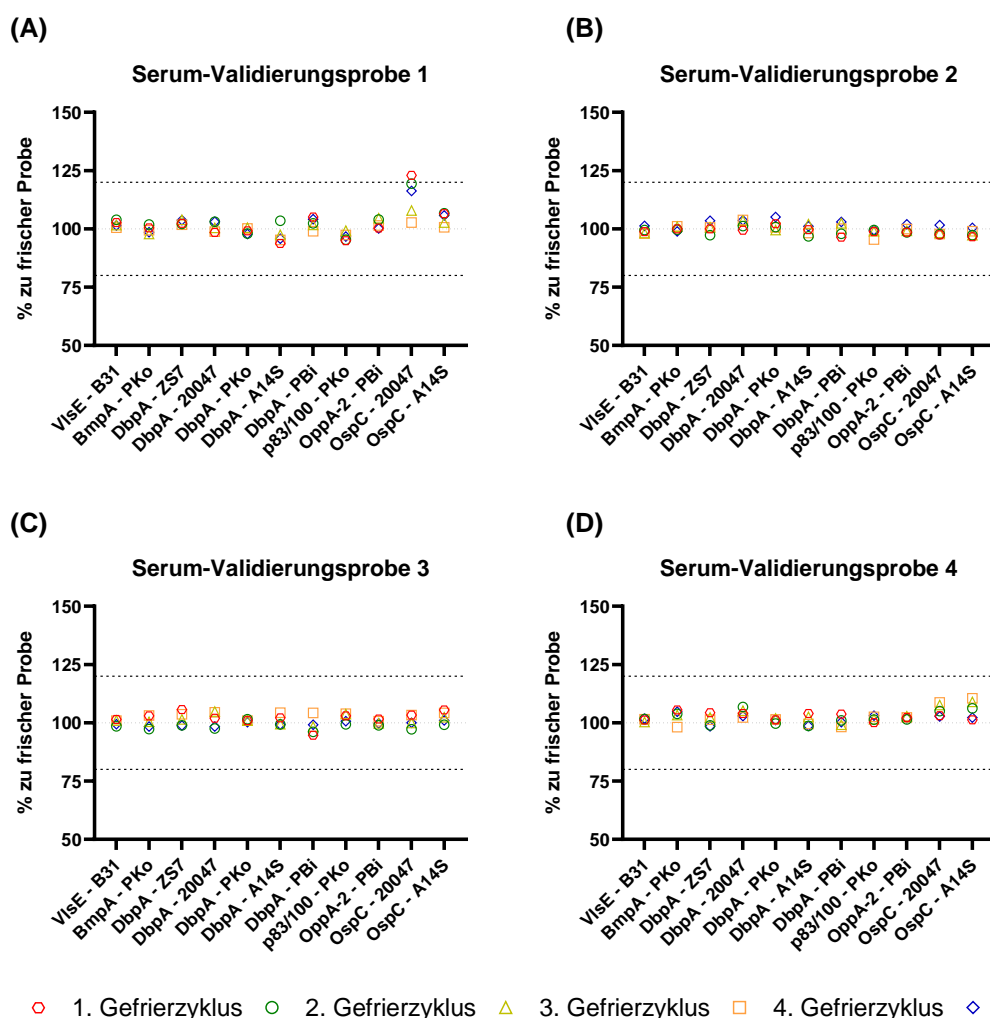 (A)
Serum-Validierungsprobe 1
% zu frischer Probe
150
125
100
75
50
VlsE - B31
BmpA - PKo
DbpA - ZS7
DbpA - 20047
DbpA - PKo
DbpA - A14S
DbpA - PBi
p83/100 - PKo
OppA-2 - PBi
OspC - 20047
OspC - A14S
(B)
Serum-Validierungsprobe 2
% zu frischer Probe
150
125
100
75
50
VlsE - B31
BmpA - PKo
DbpA - ZS7
DbpA - 20047
DbpA - PKo
DbpA - A14S
DbpA - PBi
p83/100 - PKo
OppA-2 - PBi
OspC - 20047
OspC - A14S
(C)
Serum-Validierungsprobe 3
% zu frischer Probe
150
125
100
75
50
VlsE - B31
BmpA - PKo
DbpA - ZS7
DbpA - 20047
DbpA - PKo
DbpA - A14S
DbpA - PBi
p83/100 - PKo
OppA-2 - PBi
OspC - 20047
OspC - A14S
(D)
Serum-Validierungsprobe 4
% zu frischer Probe
150
125
100
75
50
VlsE - B31
BmpA - PKo
DbpA - ZS7
DbpA - 20047
DbpA - PKo
DbpA - A14S
DbpA - PBi
p83/100 - PKo
OppA-2 - PBi
OspC - 20047
OspC - A14S
1. Gefrierzyklus 2. Gefrierzyklus 3. Gefrierzyklus 4. Gefrierzyklus